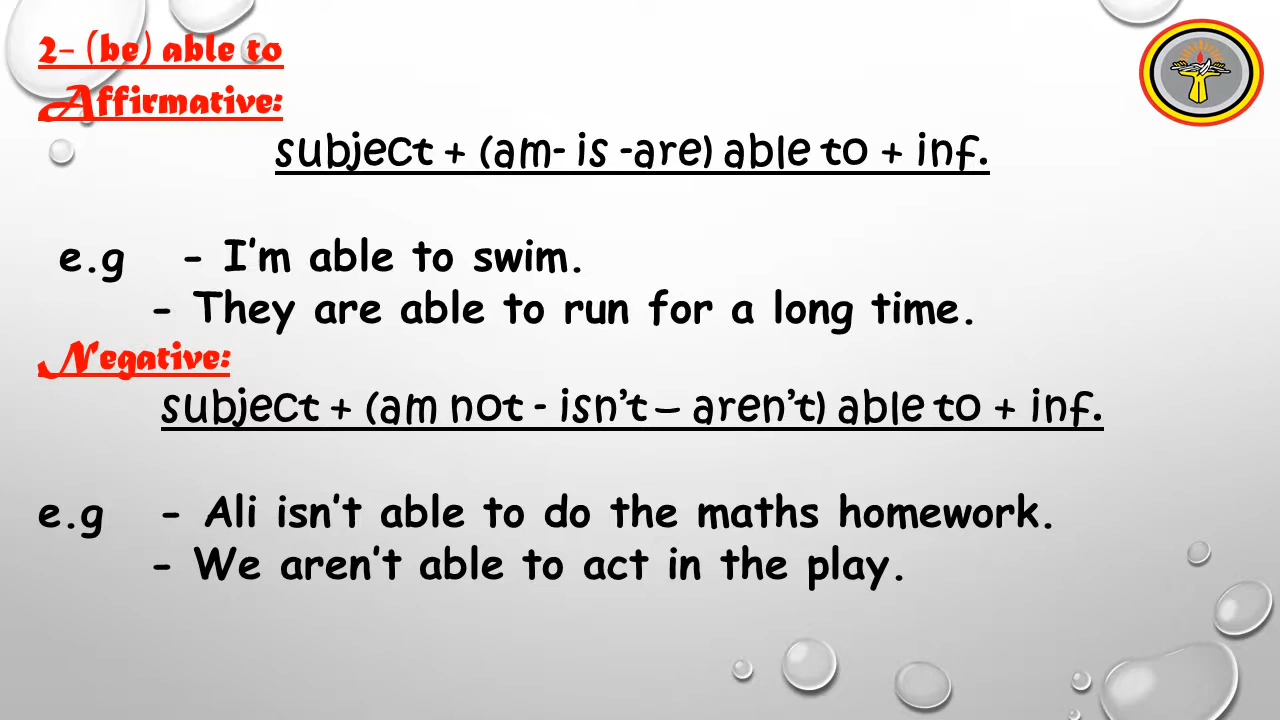 2- (be) able to
Affirmative:
subject + (am- is -are) able to + inf.
e.g - I'm able to swim.
- They are able to run for a long time.
Negative:
subject + (am not - isn’t – aren’t) able to + inf.
e.g - Ali isn't able to do the maths homework.
- We aren't able to act in the play.